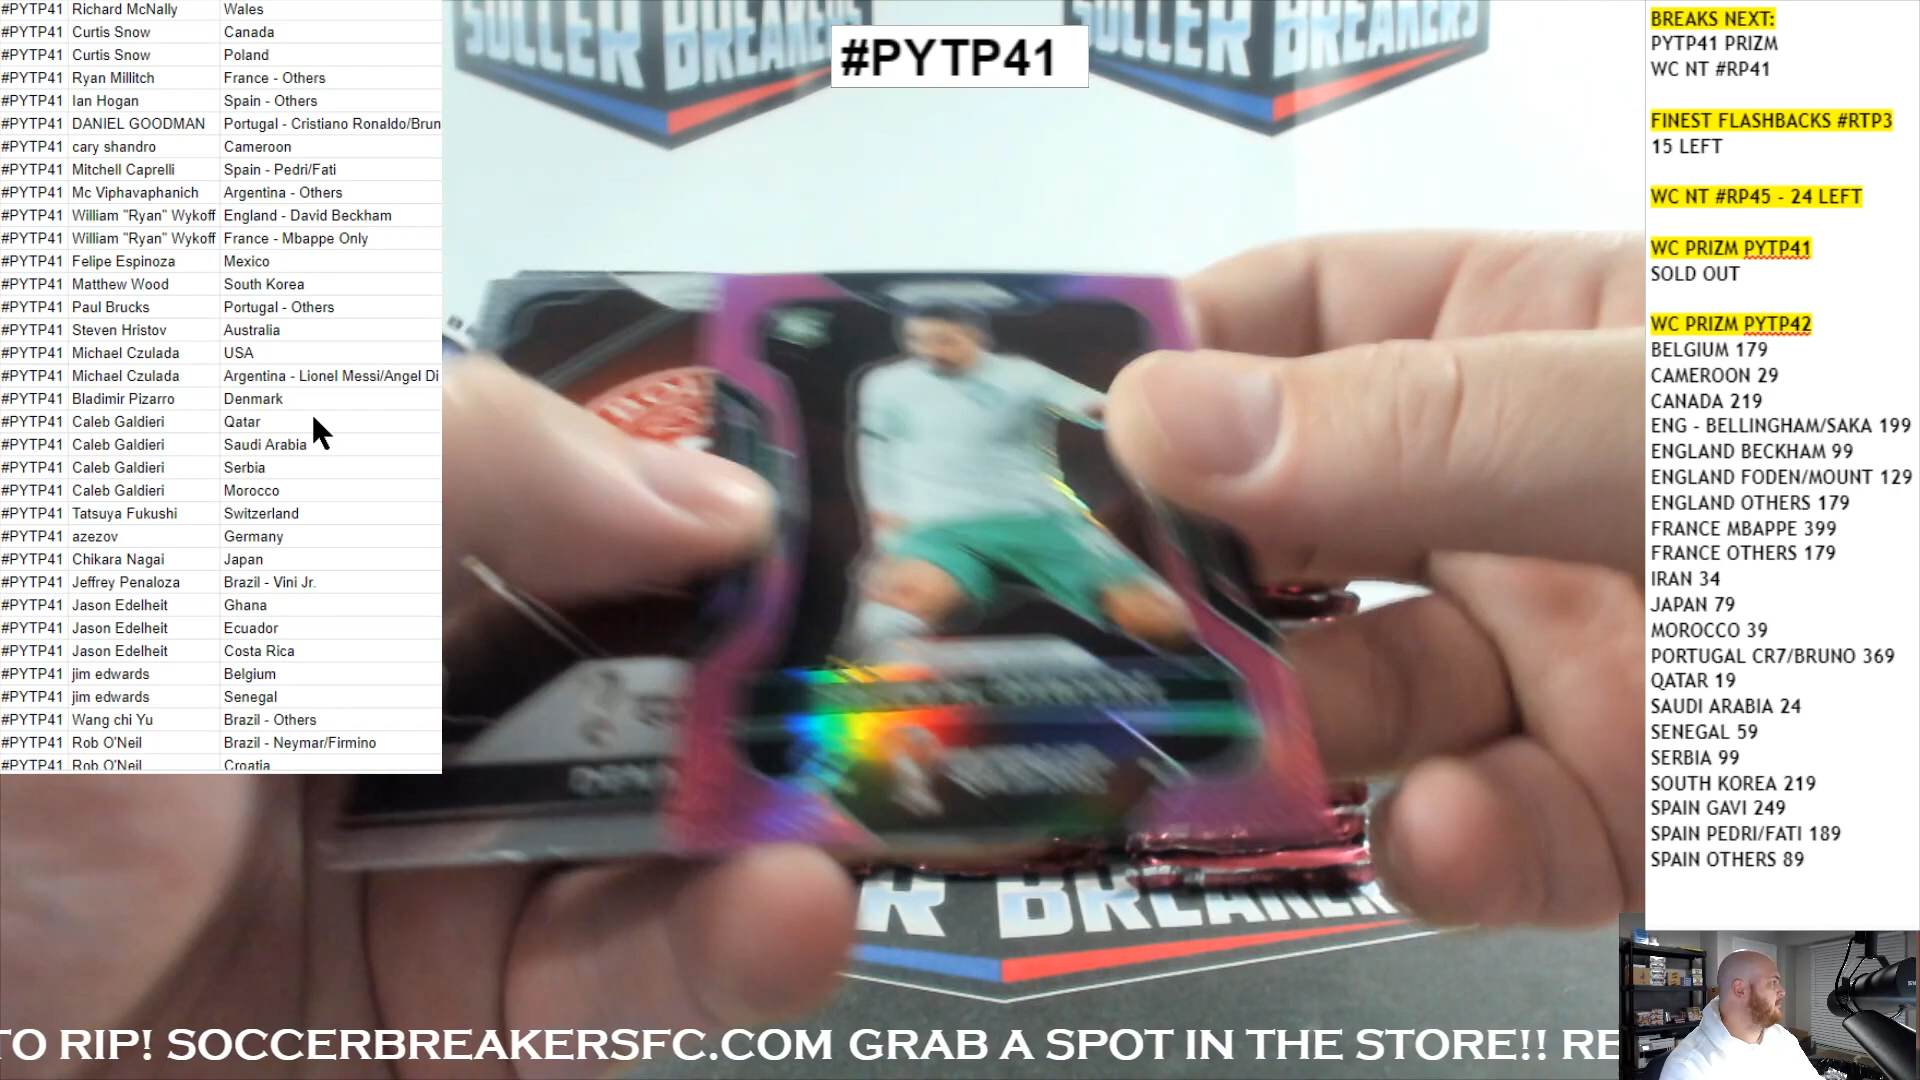 #PYTP41 Richard McNally Wales
#PYTP41 Curtis Snow Canada
#PYTP41 Curtis Snow Poland
#PYTP41 Ryan Millitch France - Others
#PYTP41 Ian Hogan Spain - Others
#PYTP41 DANIEL GOODMAN Portugal - Cristiano Ronaldo/Brun
#PYTP41 cary shandro Cameroon
#PYTP41 Mitchell Caprelli Spain - Pedri/Fati
#PYTP41 Mc Viphavaphanich Argentina - Others
#PYTP41 William "Ryan" Wykoff England - David Beckham
#PYTP41 William "Ryan" Wykoff France - Mbappe Only
#PYTP41 Felipe Espinoza Mexico
#PYTP41 Matthew Wood South Korea
#PYTP41 Paul Brucks Portugal - Others
#PYTP41 Steven Hristov Australia
#PYTP41 Michael Czulada USA
#PYTP41 Michael Czulada Argentina - Lionel Messi/Angel Di
#PYTP41 Bladimir Pizarro Denmark
#PYTP41 Caleb Galdieri Qatar
#PYTP41 Caleb Galdieri Saudi Arabia
#PYTP41 Caleb Galdieri Serbia
#PYTP41 Caleb Galdieri Morocco
#PYTP41 Tatsuya Fukushi Switzerland
#PYTP41 azezov Germany
#PYTP41 Chikara Nagai Japan
#PYTP41 Jeffrey Penaloza Brazil - Vini Jr.
#PYTP41 Jason Edelheit Ghana
#PYTP41 Jason Edelheit Ecuador
#PYTP41 Jason Edelheit Costa Rica
#PYTP41 jim edwards Belgium
#PYTP41 jim edwards Senegal
#PYTP41 Wang chi Yu Brazil - Others
#PYTP41 Rob O'Neil Brazil - Neymar/Firmino
#PYTP41 Rob O'Neil Croatia
SOCCER BREAKERS
#PYTP41
SOCCER BREAKERS
R BREAKERS
BREAKS NEXT:
PYTP41 PRIZM
WC NT #RP41
FINEST FLASHBACKS #RTP3
15 LEFT
WC NT #RP45 - 24 LEFT
WC PRIZM PYTP41
SOLD OUT
WC PRIZM PYTP42
BELGIUM 179
CAMEROON 29
CANADA 219
ENG - BELLINGHAM/SAKA 199
ENGLAND BECKHAM 99
ENGLAND FODEN/MOUNT 129
ENGLAND OTHERS 179
FRANCE MBAPPE 399
FRANCE OTHERS 179
IRAN 34
JAPAN 79
MOROCCO 39
PORTUGAL CR7/BRUNO 369
QATAR 19
SAUDI ARABIA 24
SENEGAL 59
SERBIA 99
SOUTH KOREA 219
SPAIN GAVI 249
SPAIN PEDRI/FATI 189
SPAIN OTHERS 89
TO RIP! SOCCERBREAKERSFC.COM GRAB A SPOT IN THE STORE!! RE